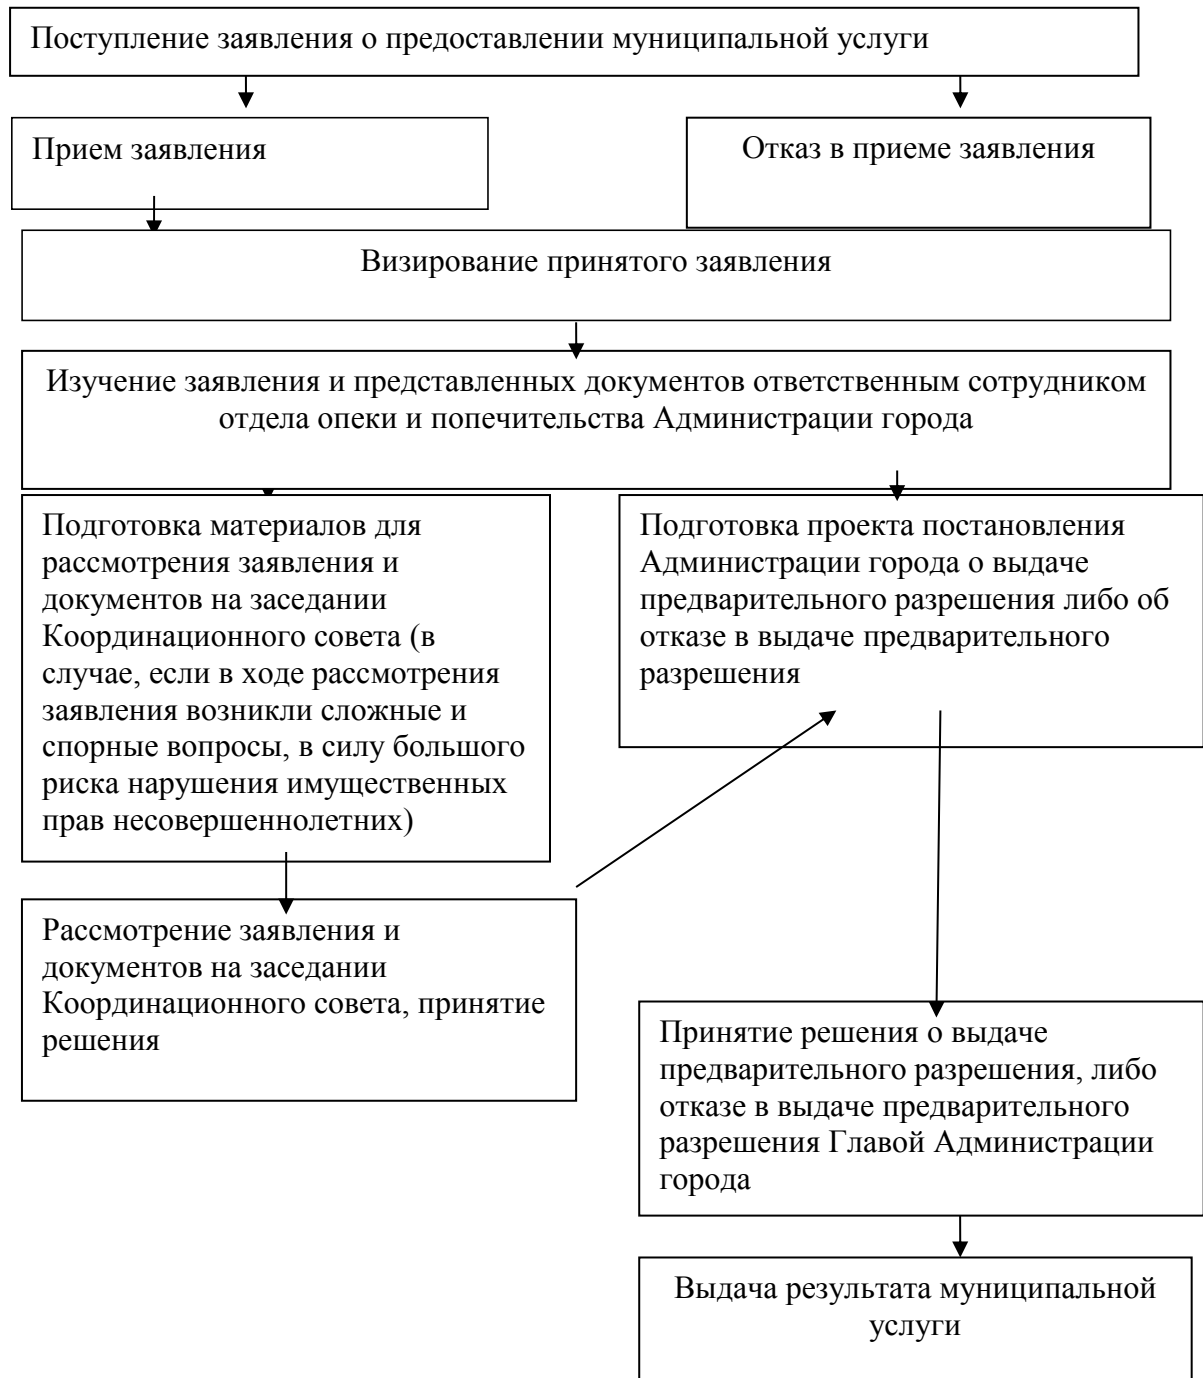 Поступление заявления о предоставлении муниципальной услуги
Прием заявления
Отказ в приеме заявления
Визирование принятого заявления
Изучение заявления и представленных документов ответственным сотрудником
отдела опеки и попечительства Администрации города
Подготовка материалов для
рассмотрения заявления и
документов на заседании
Координационного совета (в
случае, если в ходе рассмотрения
заявления возникли сложные и
спорные вопросы, в силу большого
риска нарушения имущественных
прав несовершеннолетних)
Подготовка проекта постановления
Администрации города о выдаче
предварительного разрешения либо об
отказе в выдаче предварительного
разрешения
Рассмотрение заявления и
документов на заседании
Координационного совета, принятие
решения
Принятие решения о выдаче
предварительного разрешения, либо
отказе в выдаче предварительного
разрешения Главой Администрации
города
Выдача результата муниципальной
услуги